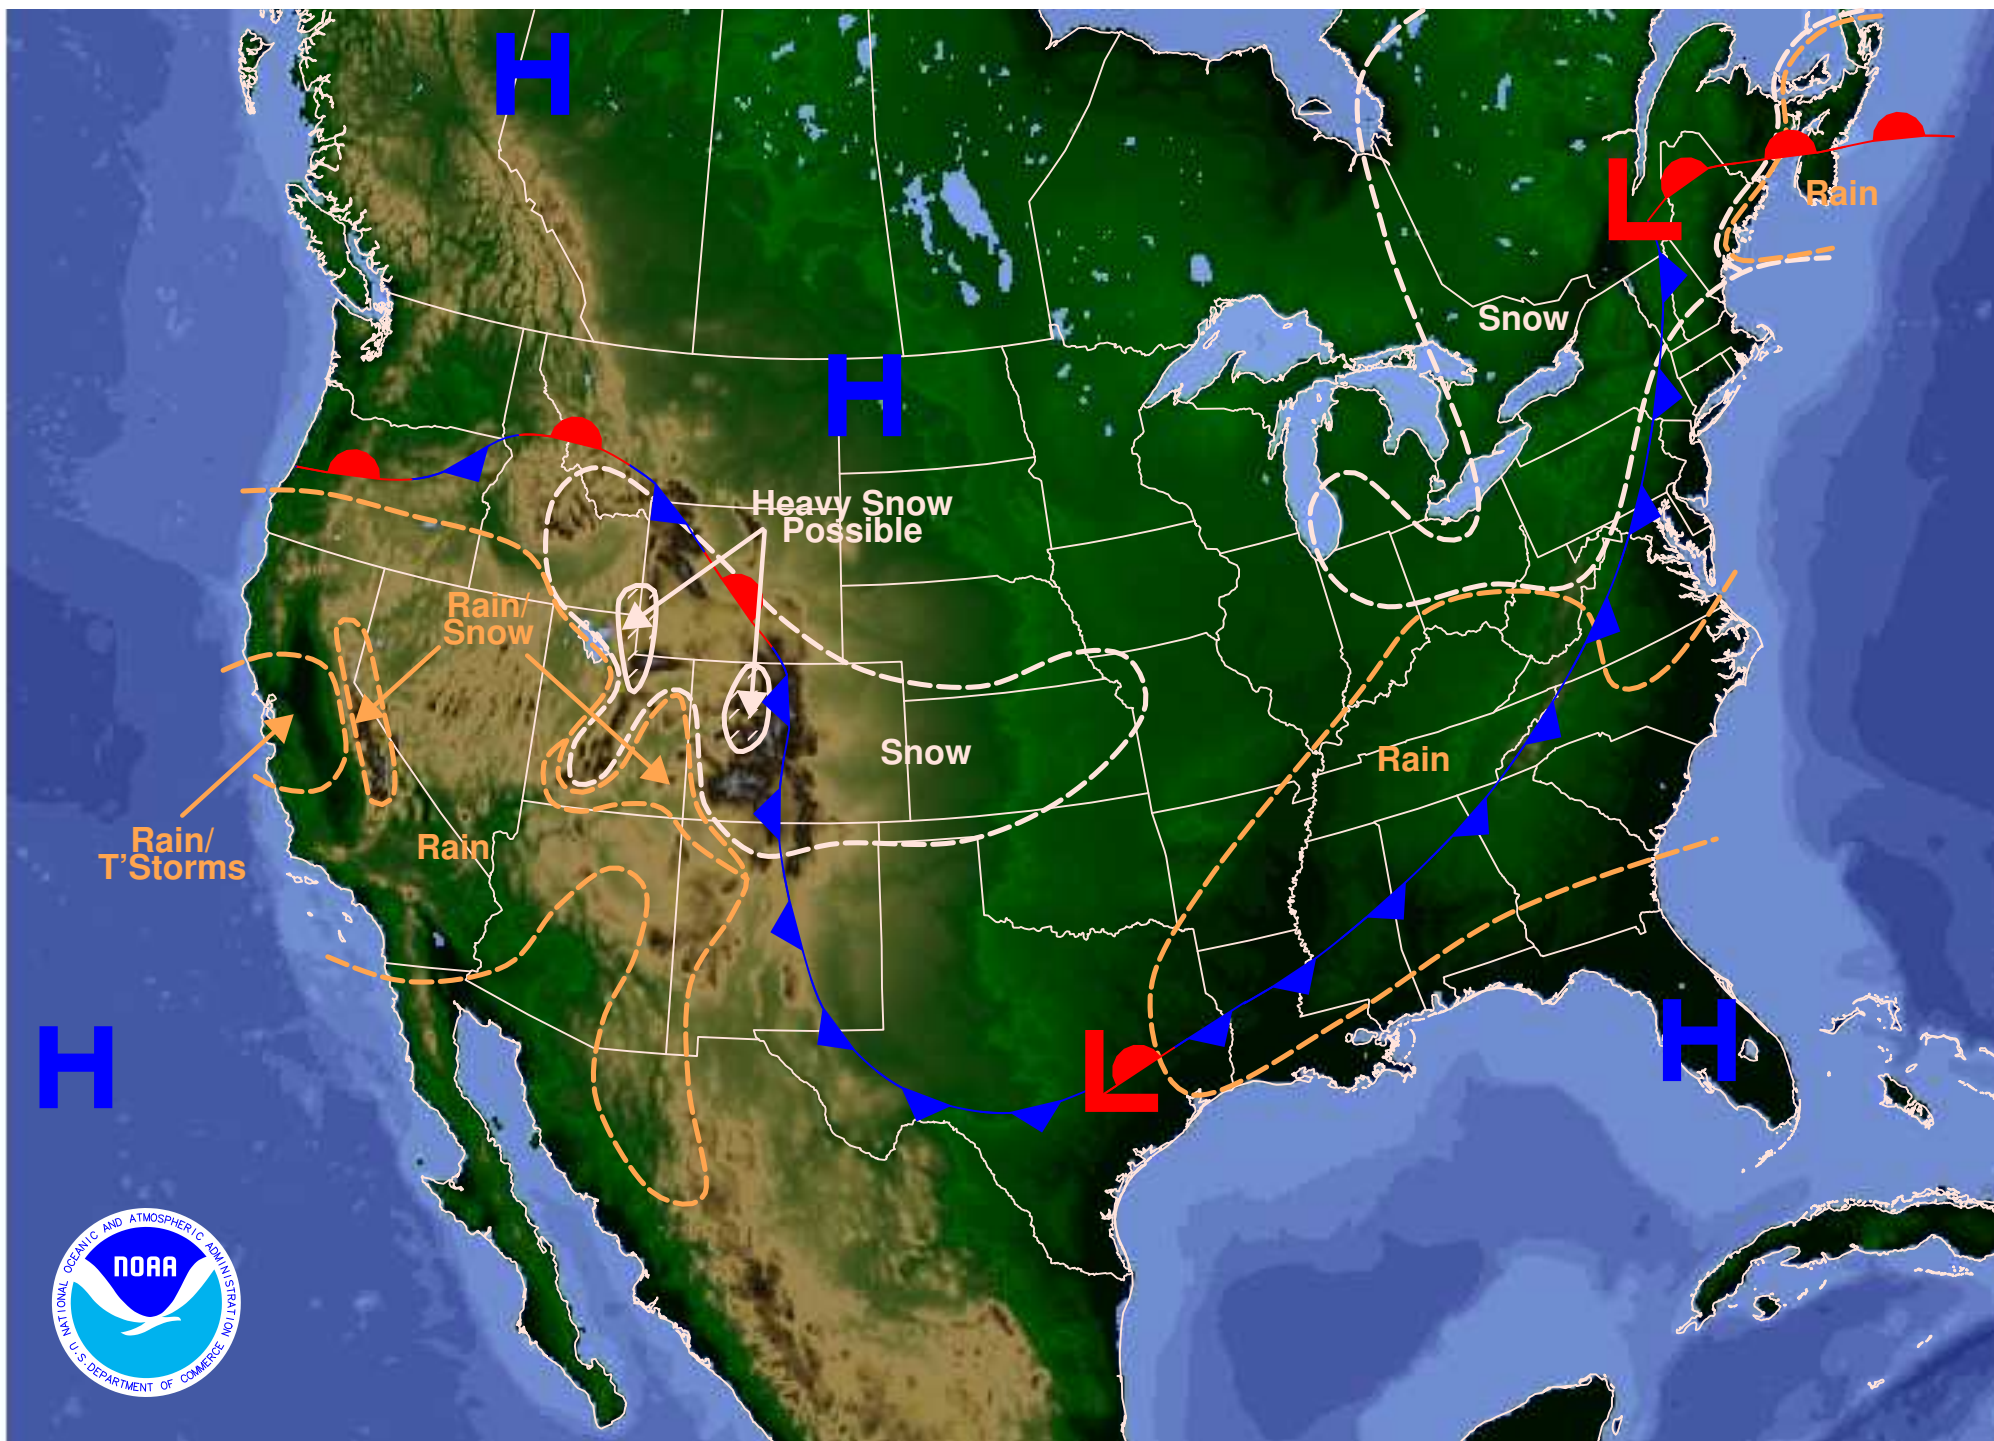 H
L
Rain
Snow
H
Heavy Snow
Possible
Rain/
Snow
Snow
Rain
Rain/
T'Storms
Rain
H
H
L
NATIONAL OCEANIC AND ATMOSPHERIC ADMINISTRATION
NOAA
U.S. DEPARTMENT OF COMMERCE